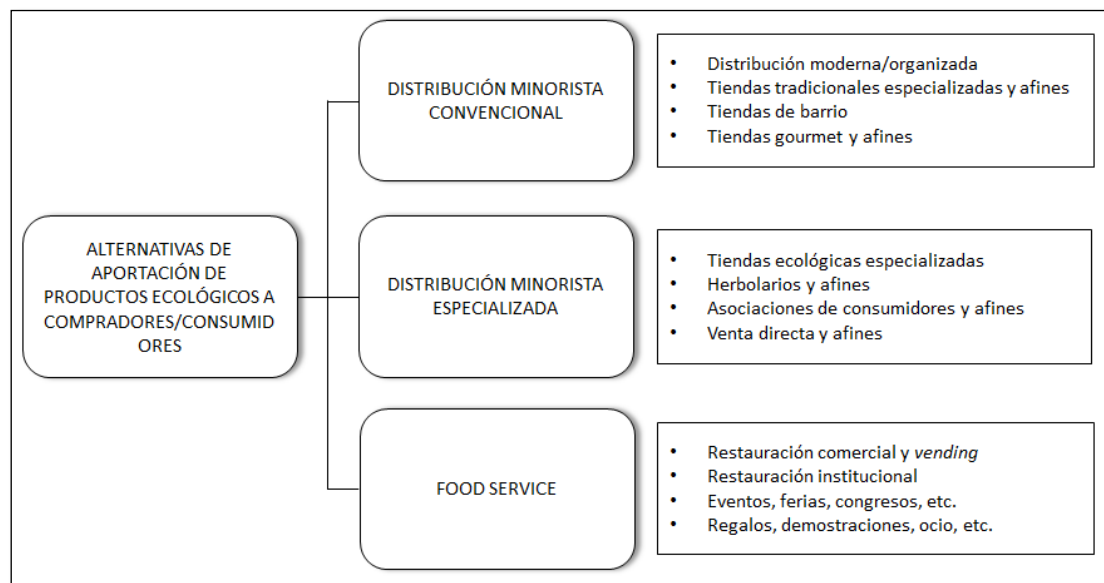 ALTERNATIVAS DE
APORTACIÓN DE
PRODUCTOS ECOLÓGICOS A
COMPRADORES/CONSUMID
ORES
DISTRIBUCIÓN MINORISTA
CONVENCIONAL
• Distribución moderna/organizada
• Tiendas tradicionales especializadas y afines
• Tiendas de barrio
• Tiendas gourmet y afines
DISTRIBUCIÓN MINORISTA
ESPECIALIZADA
• Tiendas ecológicas especializadas
• Herbolarios y afines
• Asociaciones de consumidores y afines
• Venta directa y afines
FOOD SERVICE
• Restauración comercial y vending
• Restauración institucional
• Eventos, ferias, congresos, etc.
• Regalos, demostraciones, ocio, etc.